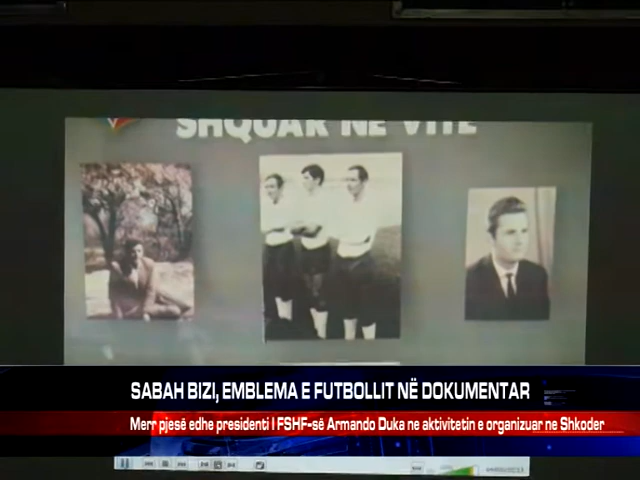 SHQUAR NË VITE
SABAH BIZI, EMBLEMA E FUTBOLLIT NË DOKUMENTAR
Merr pjesë edhe presidenti I FSHF-së Armando Duka ne aktivitetin e organizuar ne Shkoder